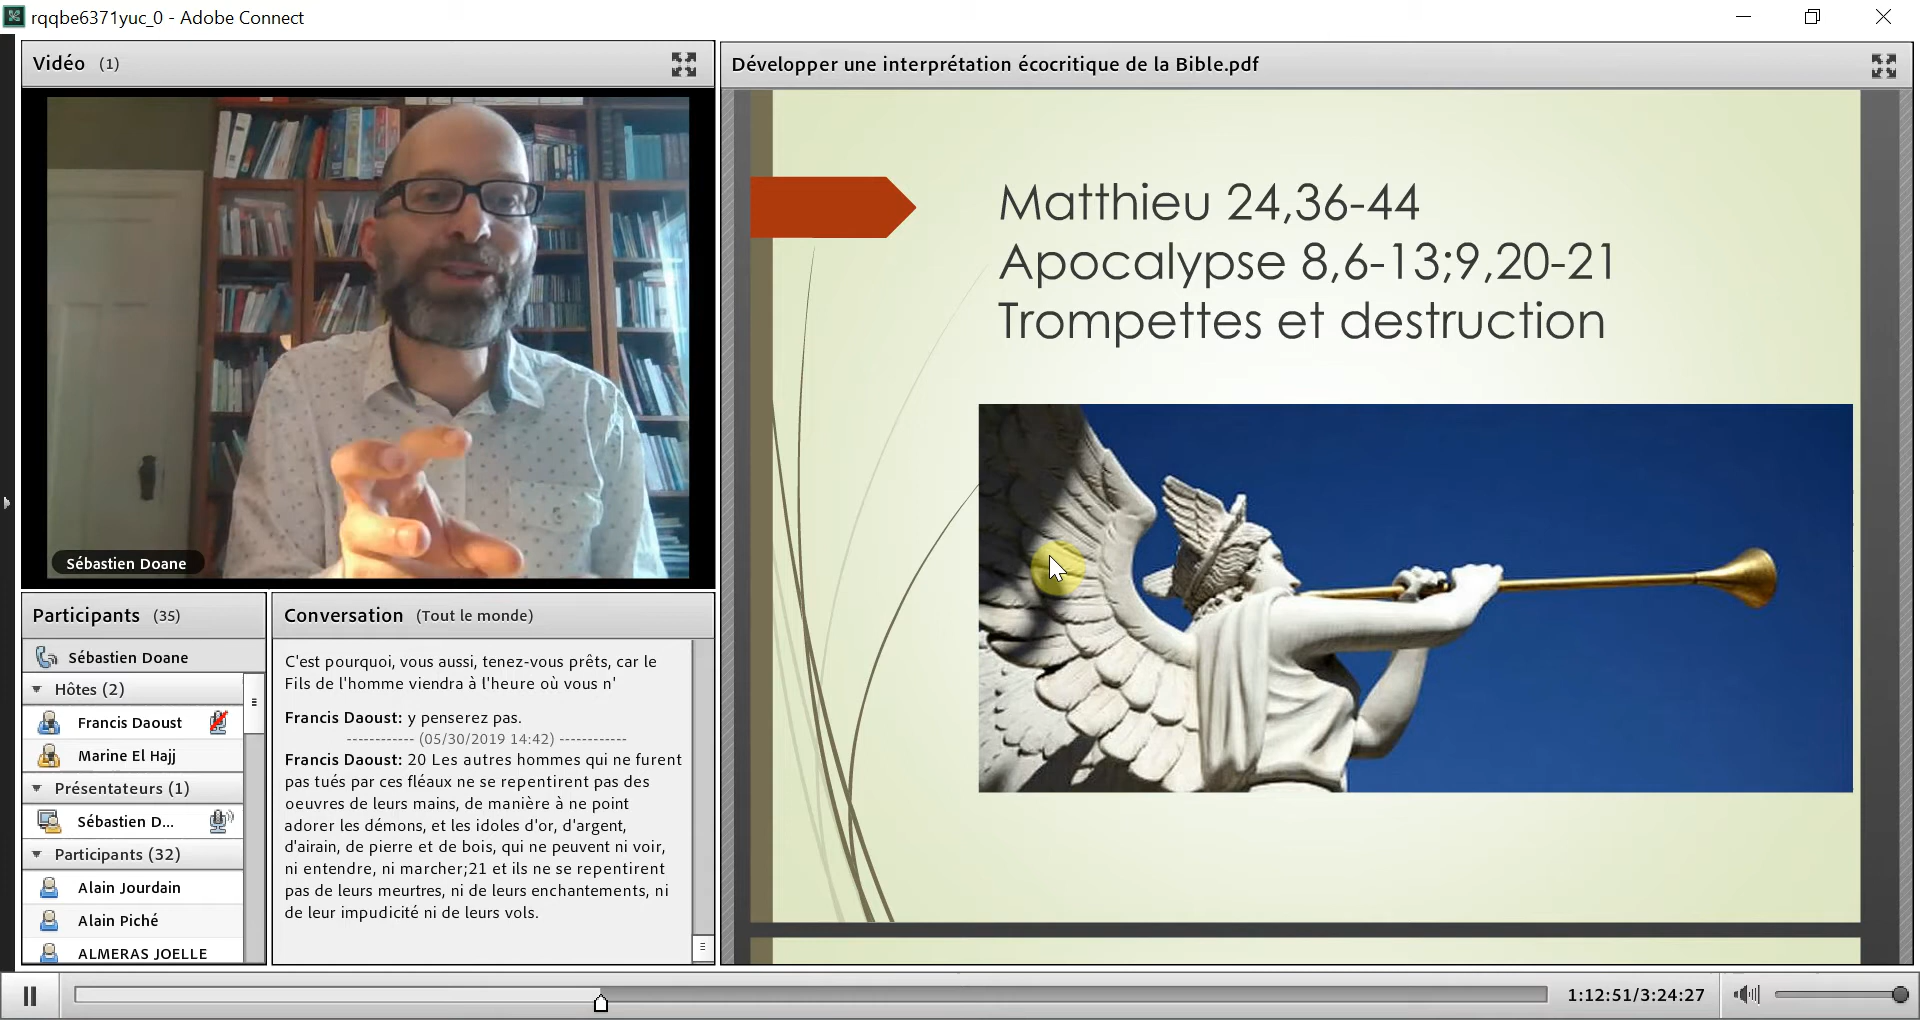 rqqbe6371yuc_0 - Adobe Connect
Vidéo (1)
Sébastien Doane
Participants (35)
Sébastien Doane
Hôtes (2)
Francis Daoust
Marine El Hajj
Présentateurs (1)
Sébastien D...
Participants (32)
Alain Jourdain
Alain Piché
ALMERAS JOELLE
Conversation (Tout le monde)
C'est pourquoi, vous aussi, tenez-vous prêts, car le
Fils de l'homme viendra à l'heure où vous n'
Francis Daoust: y penserez pas.
------------ (05/30/2019 14:42) ------------
Francis Daoust: 20 Les autres hommes qui ne furent
pas tués par ces fléaux ne se repentirent pas des
oeuvres de leurs mains, de manière à ne point
adorer les démons, et les idoles d'or, d'argent,
d'airain, de pierre et de bois, qui ne peuvent ni voir,
ni entendre, ni marcher;21 et ils ne se repentirent
pas de leurs meurtres, ni de leurs enchantements, ni
de leur impudicité ni de leurs vols.
Développer une interprétation écocritique de la Bible.pdf
Matthieu 24,36-44
Apocalypse 8,6-13;9,20-21
Trompettes et destruction
1:12:51/3:24:27